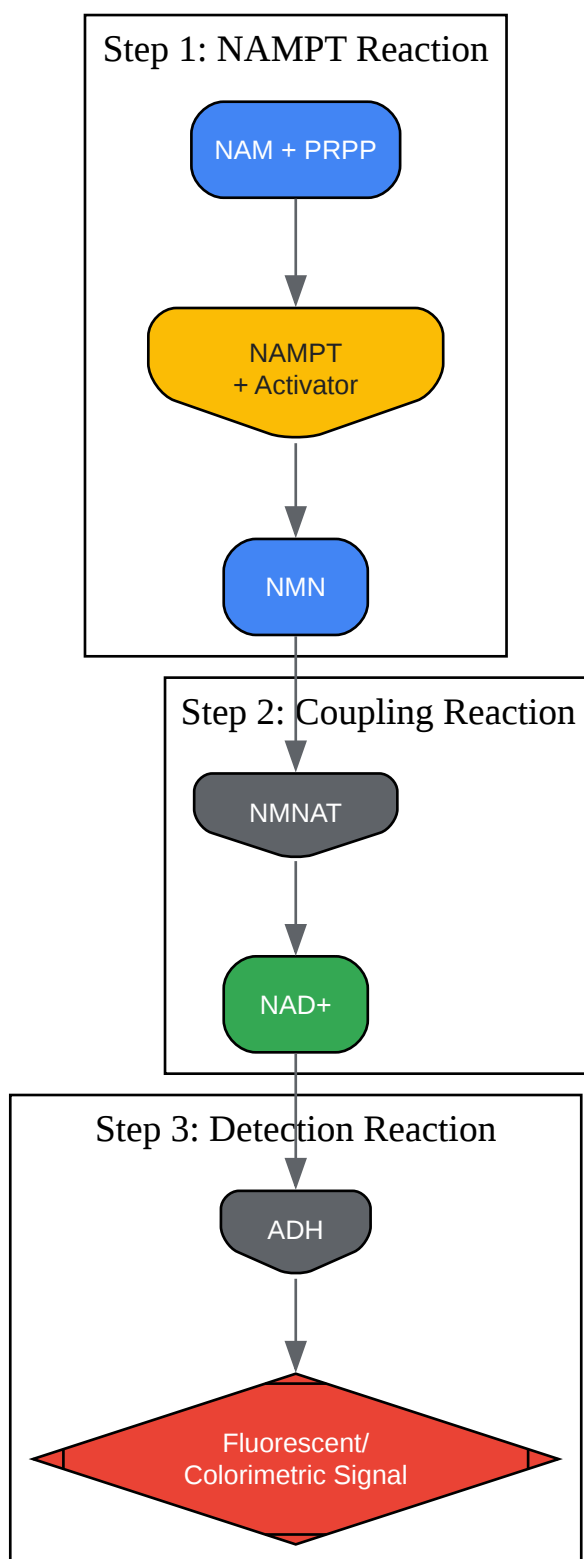 Step 1: NAMPT Reaction
NAM + PRPP
NAMPT
+ Activator
NMN
Step 2: Coupling Reaction
NMNAT
NAD+
Step 3: Detection Reaction
ADH
Fluorescent/
Colorimetric Signal